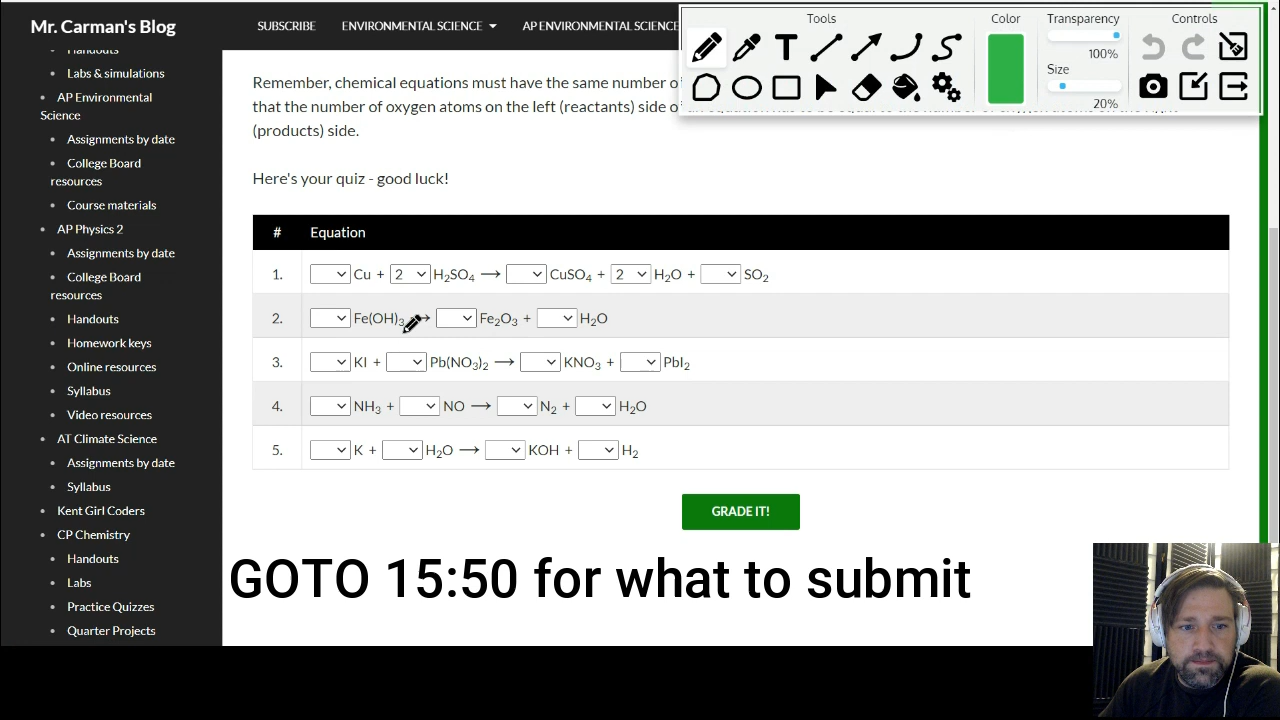 Mr. Carman's Blog
SUBSCRIBE
ENVIRONMENTAL SCIENCE
AP ENVIRONMENTAL SCIENCE
Tools
Color
Transparency
100%
Size
20%
Controls
Handouts
Labs & simulations
AP Environmental
Science
Assignments by date
College Board
resources
Course materials
AP Physics 2
Assignments by date
College Board
resources
Handouts
Homework keys
Online resources
Syllabus
Video resources
AT Climate Science
Assignments by date
Syllabus
Kent Girl Coders
CP Chemistry
Handouts
Labs
Practice Quizzes
Quarter Projects
Remember, chemical equations must have the same number o
that the number of oxygen atoms on the left (reactants) side o
(products) side.
Here's your quiz - good luck!
# Equation
1. Cu + 2 H₂SO₄ ⟶ CuSO₄ + 2 H₂O + SO₂
2. Fe(OH)₃ ⟶ Fe₂O₃ + H₂O
3. KI + Pb(NO₃)₂ ⟶ KNO₃ + PbI₂
4. NH₃ + NO ⟶ N₂ + H₂O
5. K + H₂O ⟶ KOH + H₂
GRADE IT!
GOTO 15:50 for what to submit